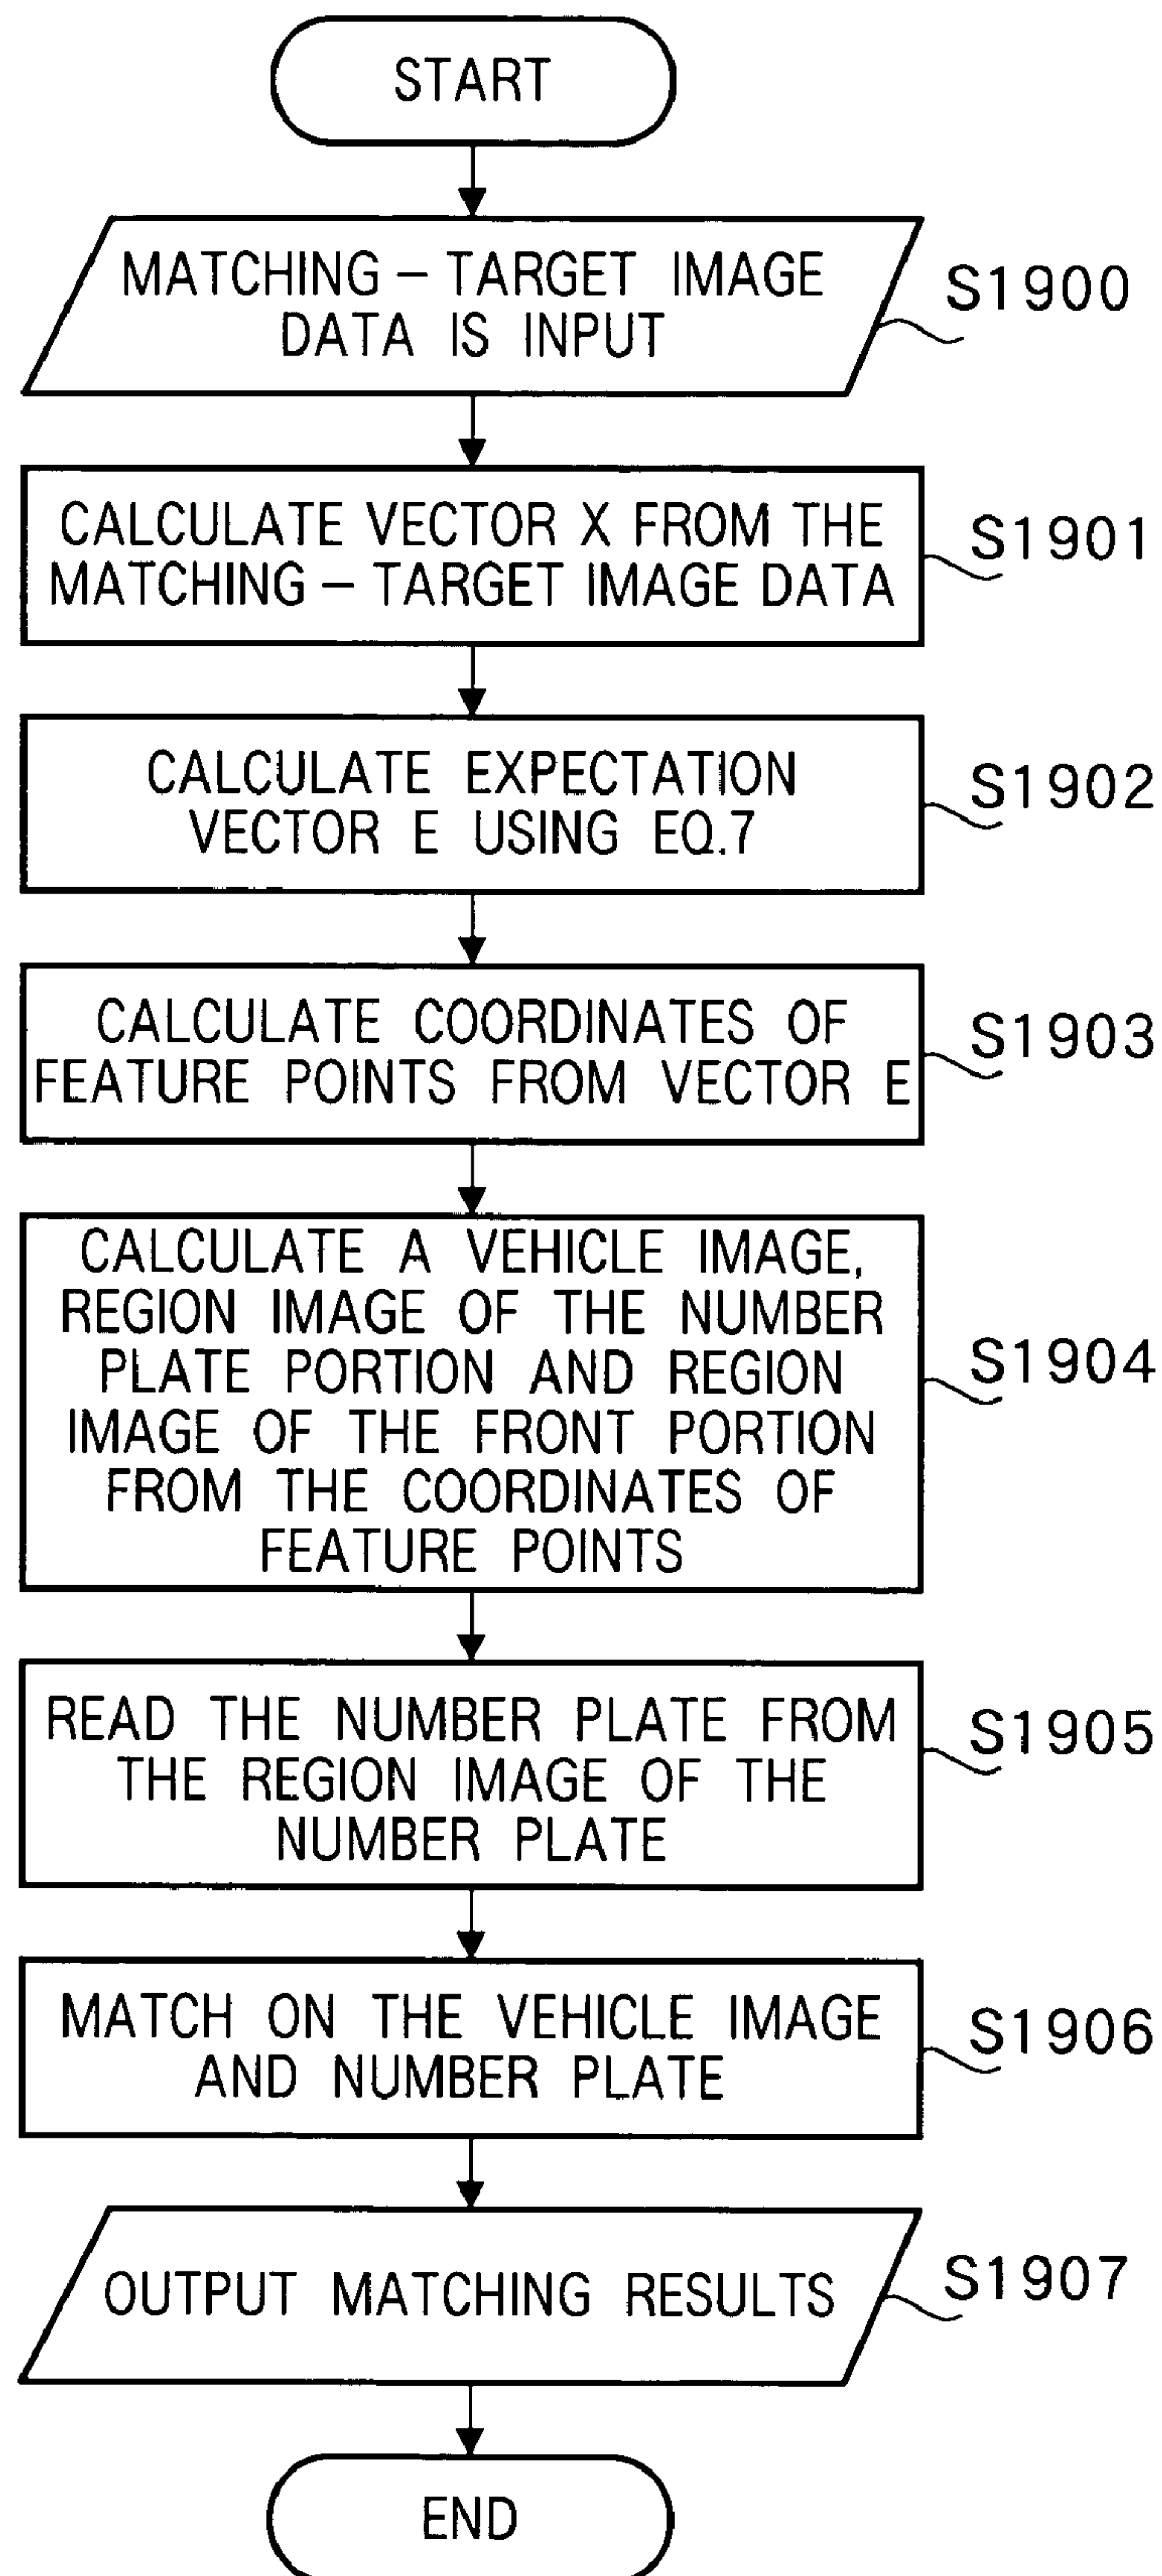 START
MATCHING – TARGET IMAGE
DATA IS INPUT
S1900
CALCULATE VECTOR X FROM THE
MATCHING – TARGET IMAGE DATA
S1901
CALCULATE EXPECTATION
VECTOR E USING EQ.7
S1902
CALCULATE COORDINATES OF
FEATURE POINTS FROM VECTOR E
S1903
CALCULATE A VEHICLE IMAGE,
REGION IMAGE OF THE NUMBER
PLATE PORTION AND REGION
IMAGE OF THE FRONT PORTION
FROM THE COORDINATES OF
FEATURE POINTS
S1904
READ THE NUMBER PLATE FROM
THE REGION IMAGE OF THE
NUMBER PLATE
S1905
MATCH ON THE VEHICLE IMAGE
AND NUMBER PLATE
S1906
OUTPUT MATCHING RESULTS
S1907
END